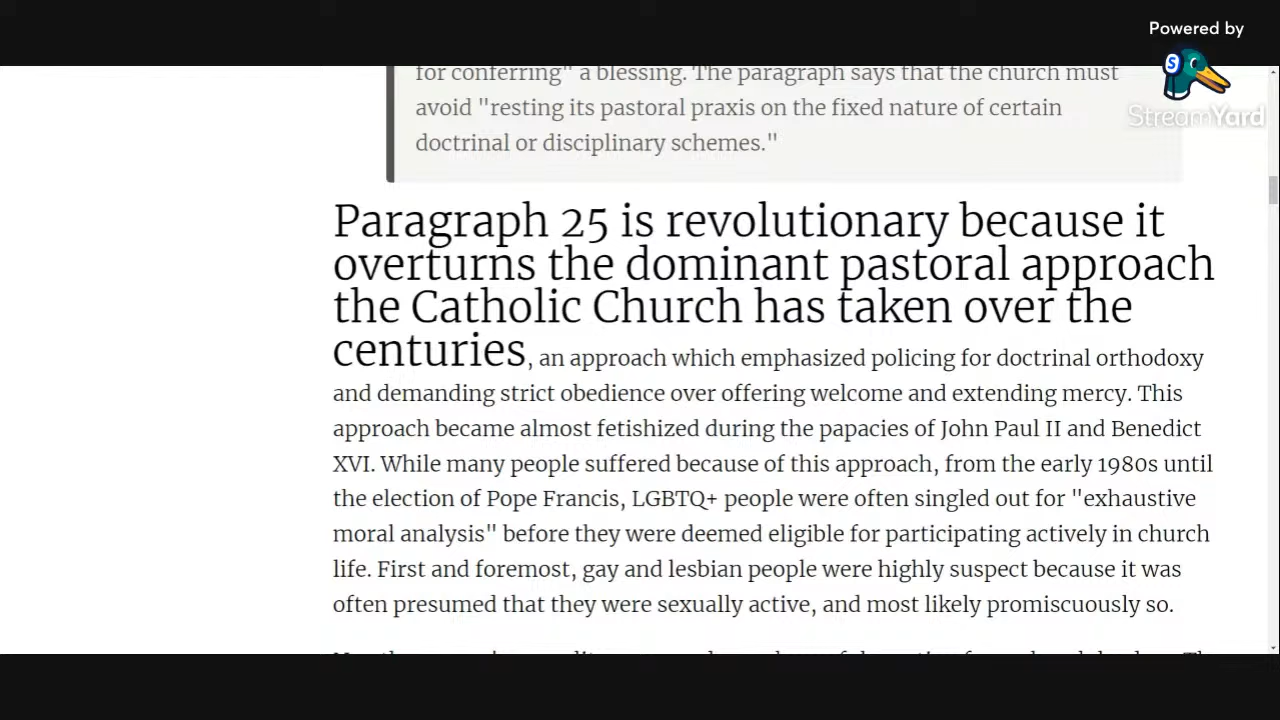 Powered by
S
StreamYard
for conferring" a blessing. The paragraph says that the church must
avoid "resting its pastoral praxis on the fixed nature of certain
doctrinal or disciplinary schemes."
Paragraph 25 is revolutionary because it
overturns the dominant pastoral approach
the Catholic Church has taken over the
centuries, an approach which emphasized policing for doctrinal orthodoxy
and demanding strict obedience over offering welcome and extending mercy. This
approach became almost fetishized during the papacies of John Paul II and Benedict
XVI. While many people suffered because of this approach, from the early 1980s until
the election of Pope Francis, LGBTQ+ people were often singled out for "exhaustive
moral analysis" before they were deemed eligible for participating actively in church
life. First and foremost, gay and lesbian people were highly suspect because it was
often presumed that they were sexually active, and most likely promiscuously so.